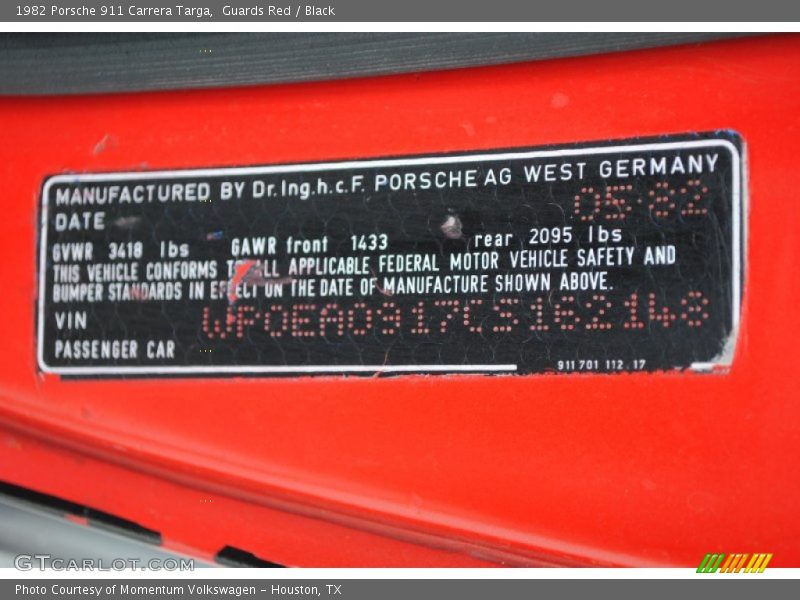 1982 Porsche 911 Carrera Targa, Guards Red / Black
MANUFACTURED BY Dr.Ing.h.c.F. PORSCHE AG WEST GERMANY
DATE 05 82
GVWR 3418 lbs GAWR front 1433 rear 2095 lbs
THIS VEHICLE CONFORMS TO ALL APPLICABLE FEDERAL MOTOR VEHICLE SAFETY AND
BUMPER STANDARDS IN EFFECT ON THE DATE OF MANUFACTURE SHOWN ABOVE.
VIN WP0EA0917CS162148
PASSENGER CAR
911 701 112.17
GTcarlot.com
Photo Courtesy of Momentum Volkswagen - Houston, TX